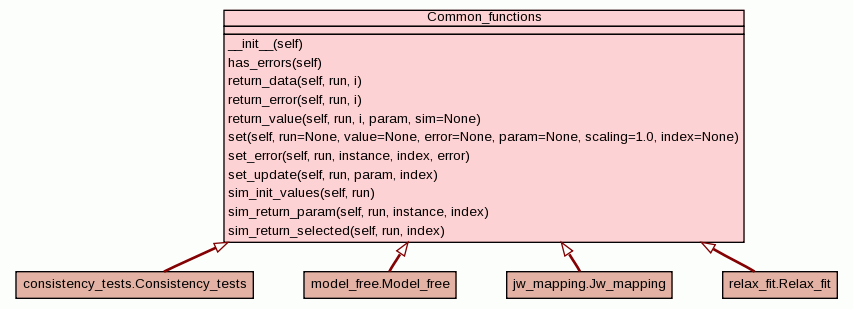 Common_functions
__init__(self)
has_errors(self)
return_data(self, run, i)
return_error(self, run, i)
return_value(self, run, i, param, sim=None)
set(self, run=None, value=None, error=None, param=None, scaling=1.0, index=None)
set_error(self, run, instance, index, error)
set_update(self, run, param, index)
sim_init_values(self, run)
sim_return_param(self, run, instance, index)
sim_return_selected(self, run, index)
consistency_tests.Consistency_tests
model_free.Model_free
jw_mapping.Jw_mapping
relax_fit.Relax_fit